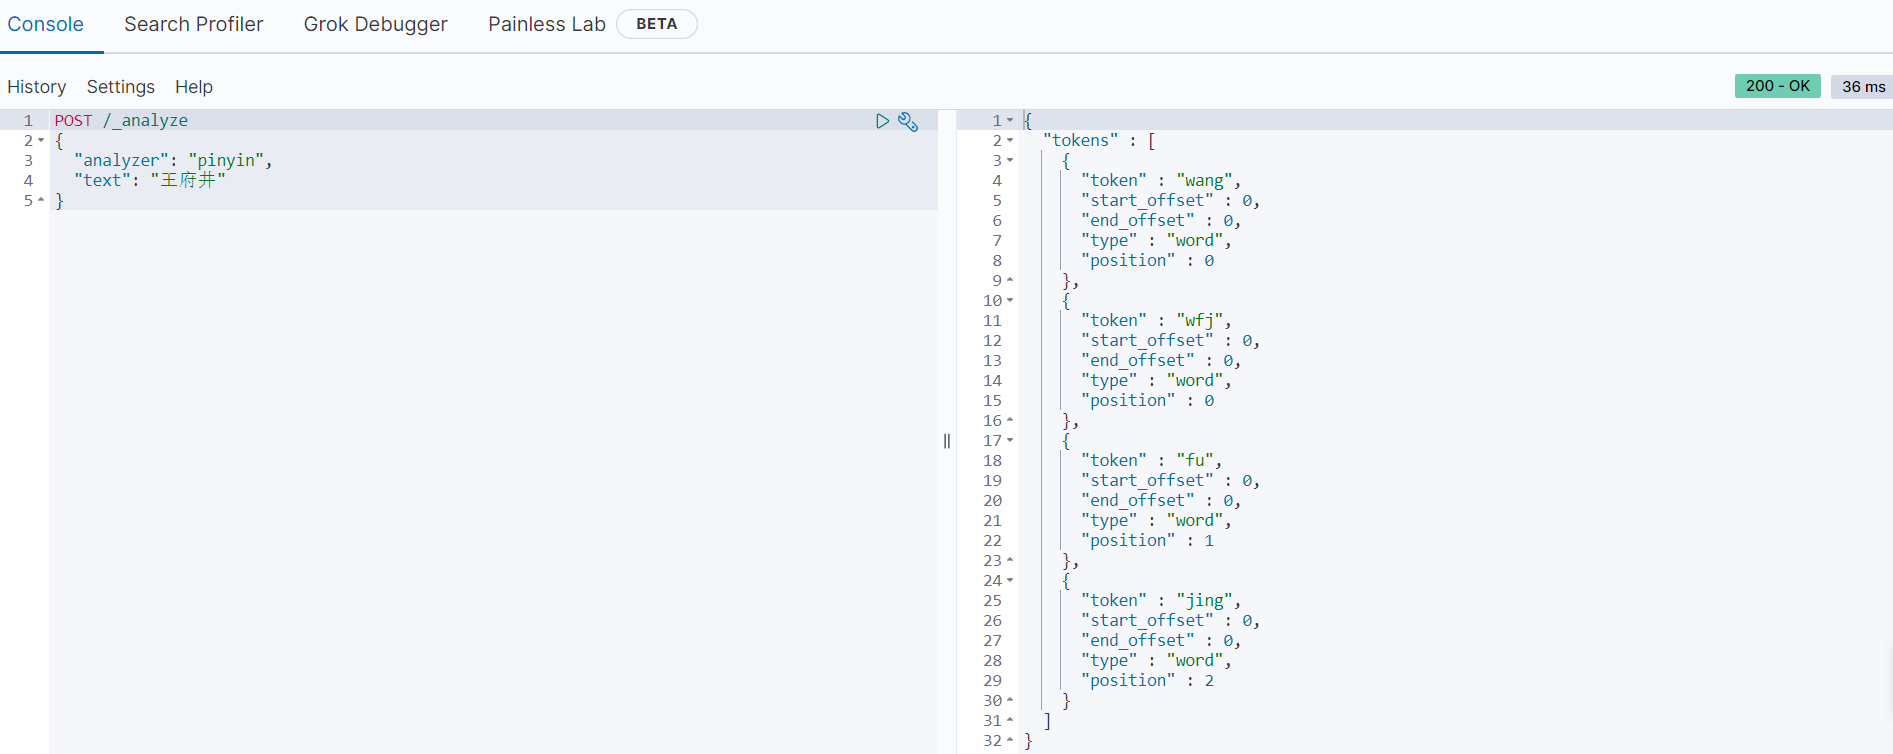 Console Search Profiler Grok Debugger Painless Lab BETA
History Settings Help 200 - OK 36 ms
1 POST /_analyze
2 {
3 "analyzer": "pinyin",
4 "text": "王府井"
5 }
1 {
2 "tokens" : [
3 {
4 "token" : "wang",
5 "start_offset" : 0,
6 "end_offset" : 0,
7 "type" : "word",
8 "position" : 0
9 },
10 {
11 "token" : "wfj",
12 "start_offset" : 0,
13 "end_offset" : 0,
14 "type" : "word",
15 "position" : 0
16 },
17 {
18 "token" : "fu",
19 "start_offset" : 0,
20 "end_offset" : 0,
21 "type" : "word",
22 "position" : 1
23 },
24 {
25 "token" : "jing",
26 "start_offset" : 0,
27 "end_offset" : 0,
28 "type" : "word",
29 "position" : 2
30 }
31 ]
32 }